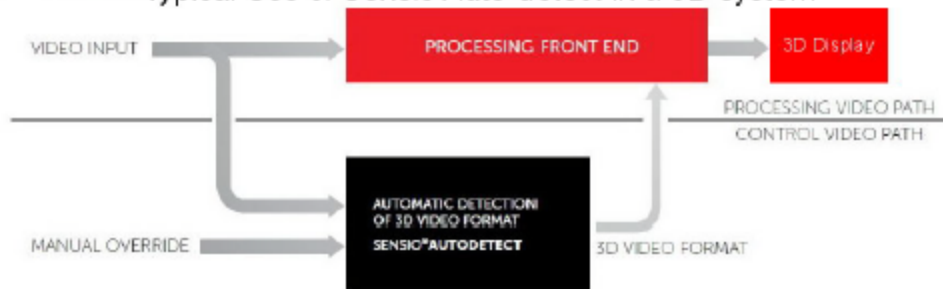 VIDEO INPUT
PROCESSING FRONT END
3D Display
PROCESSING VIDEO PATH
CONTROL VIDEO PATH
AUTOMATIC DETECTION
OF 3D VIDEO FORMAT
SENSIO®AUTODETECT
MANUAL OVERRIDE
3D VIDEO FORMAT